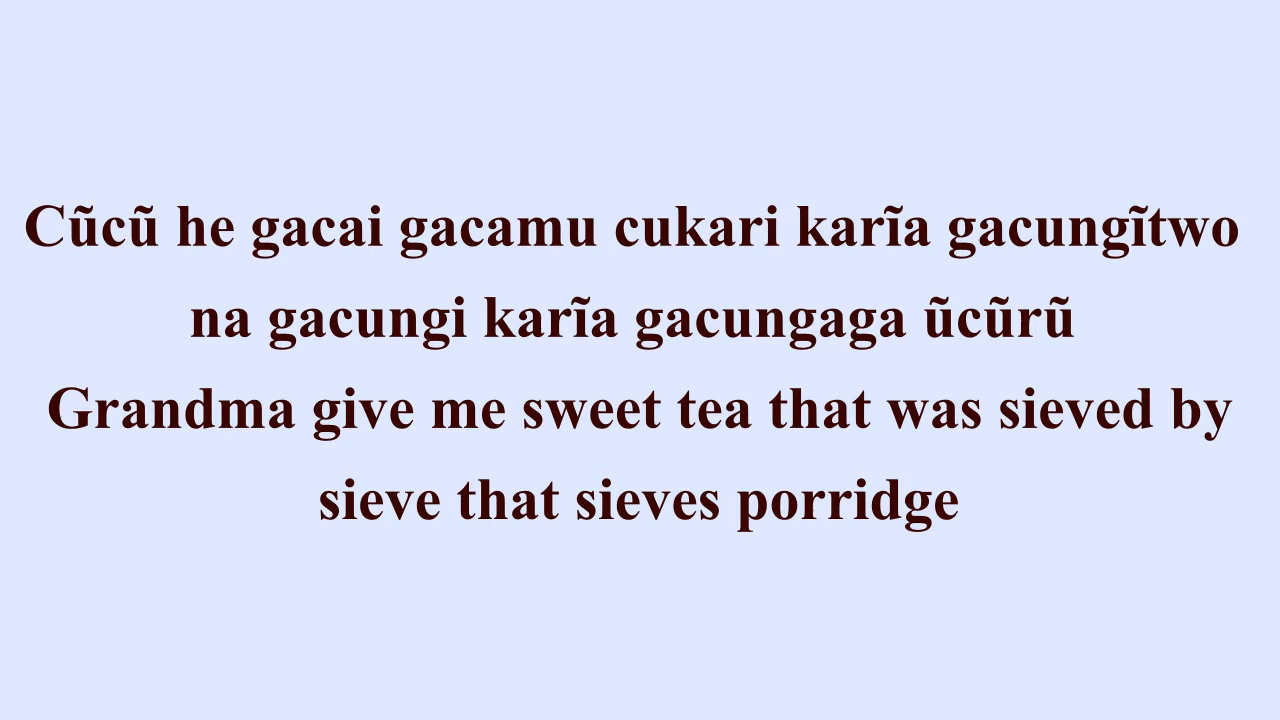 Cũcũ he gacai gacamu cukari karĩa gacungĩtwo
na gacungi karĩa gacungaga ũcũrũ
Grandma give me sweet tea that was sieved by
sieve that sieves porridge